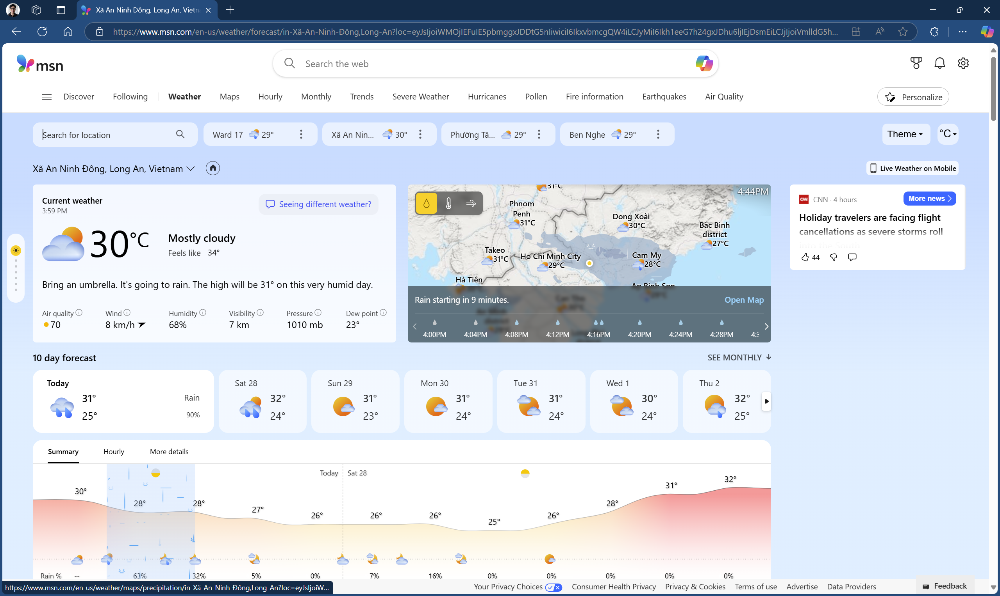 Xã An Ninh Đông, Long An, Vietn
https://www.msn.com/en-us/weather/forecast/in-Xã-An-Ninh-Đông,Long-An?loc=
msn
Search the web
Discover Following Weather Maps Hourly Monthly Trends Severe Weather Hurricanes Pollen Fire information Earthquakes Air Quality Personalize
Search for location
Ward 17 29°
Xã An Nin... 30°
Phường Tă... 29°
Ben Nghe 29°
Theme °C
Xã An Ninh Đông, Long An, Vietnam
Live Weather on Mobile
Current weather
3:59 PM
Seeing different weather?
30°C
Mostly cloudy
Feels like 34°
Bring an umbrella. It's going to rain. The high will be 31° on this very humid day.
Air quality Wind Humidity Visibility Pressure Dew point
70 8 km/h 68% 7 km 1010 mb 23°
4:44PM
31°C
Phnom
Penh
31°C
Dong Xoài
30°C
Bắc Bình
district
27°C
Takeo
31°C
Ho Chi Minh City
29°C
Cam My
28°C
Hà Tiên
An Bình Son
Rain starting in 9 minutes.
Open Map
4:00PM 4:04PM 4:08PM 4:12PM 4:16PM 4:20PM 4:24PM 4:28PM 4:3
CNN · 4 hours
More news
Holiday travelers are facing flight
cancellations as severe storms roll
into the South
44
10 day forecast
SEE MONTHLY
Today Sat 28 Sun 29 Mon 30 Tue 31 Wed 1 Thu 2
31° Rain 32° 31° 31° 31° 30° 32°
25° 90% 24° 23° 24° 24° 24° 25°
Summary Hourly More details
Today Sat 28
30° 28° 28° 27° 26° 26° 26° 25° 26° 28° 31° 32°
Rain % -- 63% 32% 5% 0% 7% 16% 0% 0% 0% 0% 0%
https://www.msn.com/en-us/weather/maps/precipitation/in-Xã-An-Ninh-Đông,Long-An?loc=eyJsIjoiW...
Your Privacy Choices Consumer Health Privacy Privacy & Cookies Terms of use Advertise Data Providers Feedback